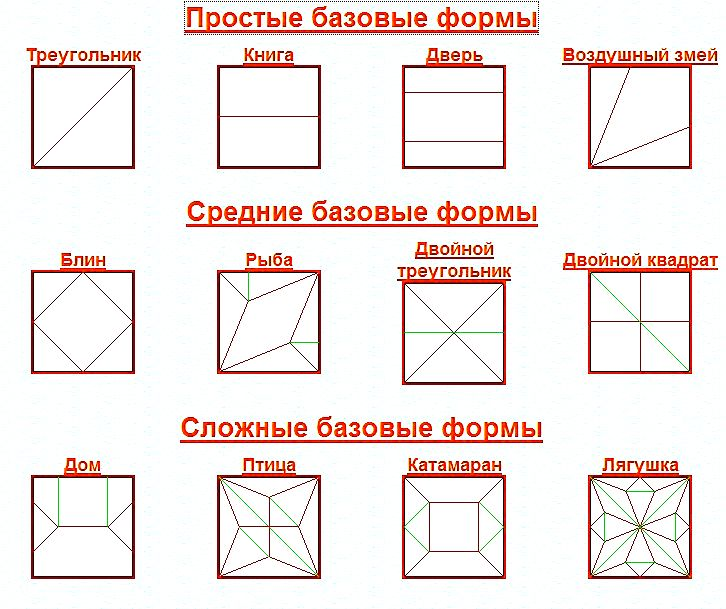 Простые базовые формы
Треугольник
Книга
Дверь
Воздушный змей
Средние базовые формы
Блин
Рыба
Двойной
треугольник
Двойной квадрат
Сложные базовые формы
Дом
Птица
Катамаран
Лягушка